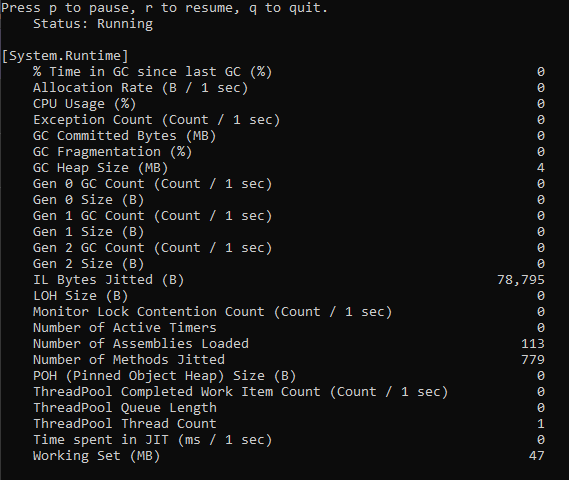 Press p to pause, r to resume, q to quit.
Status: Running
[System.Runtime]
% Time in GC since last GC (%) 0
Allocation Rate (B / 1 sec) 0
CPU Usage (%) 0
Exception Count (Count / 1 sec) 0
GC Committed Bytes (MB) 0
GC Fragmentation (%) 0
GC Heap Size (MB) 4
Gen 0 GC Count (Count / 1 sec) 0
Gen 0 Size (B) 0
Gen 1 GC Count (Count / 1 sec) 0
Gen 1 Size (B) 0
Gen 2 GC Count (Count / 1 sec) 0
Gen 2 Size (B) 0
IL Bytes Jitted (B) 78,795
LOH Size (B) 0
Monitor Lock Contention Count (Count / 1 sec) 0
Number of Active Timers 0
Number of Assemblies Loaded 113
Number of Methods Jitted 779
POH (Pinned Object Heap) Size (B) 0
ThreadPool Completed Work Item Count (Count / 1 sec) 0
ThreadPool Queue Length 0
ThreadPool Thread Count 1
Time spent in JIT (ms / 1 sec) 0
Working Set (MB) 47